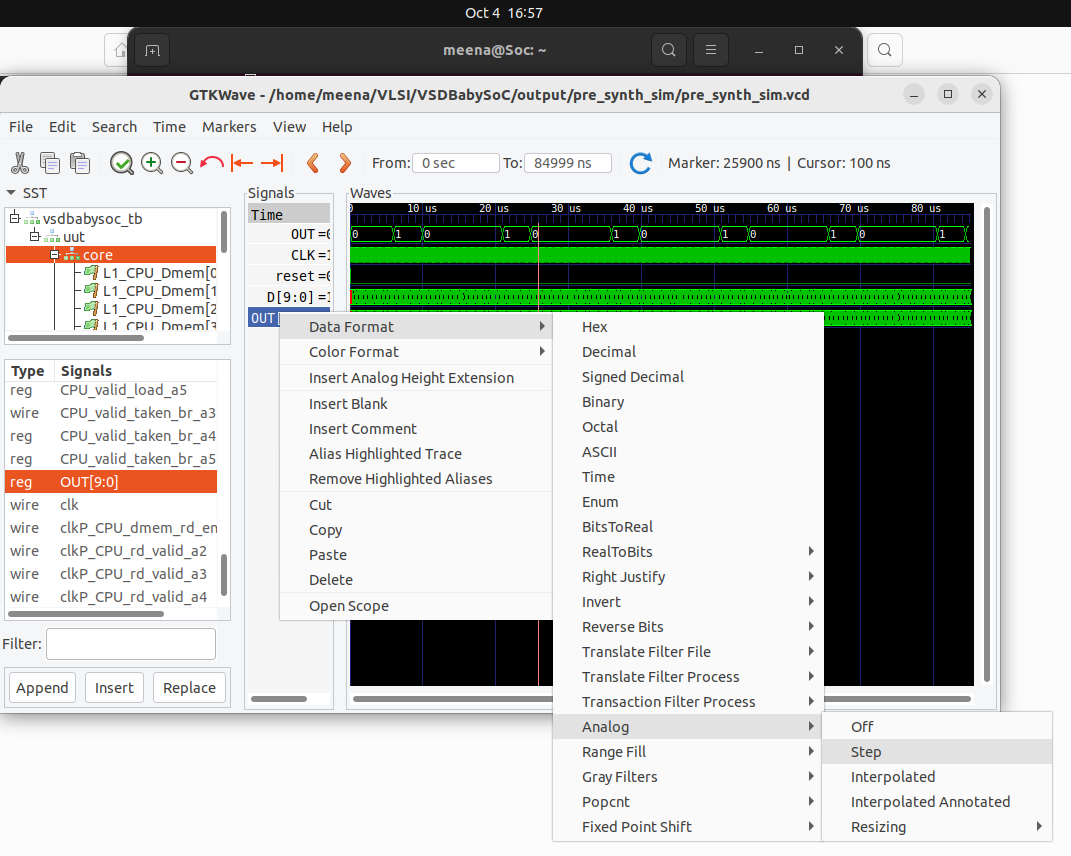 Oct 4 16:57
meena@Soc: ~
GTKWave - /home/meena/VLSI/VSDBabySoC/output/pre_synth_sim/pre_synth_sim.vcd
File Edit Search Time Markers View Help
From: 0 sec To: 84999 ns Marker: 25900 ns | Cursor: 100 ns
SST
vsdbabysoc_tb
uut
core
L1_CPU_Dmem[0
L1_CPU_Dmem[1
L1_CPU_Dmem[2
L1_CPU_Dmem[3
Type Signals
reg CPU_valid_load_a5
wire CPU_valid_taken_br_a3
reg CPU_valid_taken_br_a4
reg CPU_valid_taken_br_a5
reg OUT[9:0]
wire clk
wire clkP_CPU_dmem_rd_en
wire clkP_CPU_rd_valid_a2
wire clkP_CPU_rd_valid_a3
wire clkP_CPU_rd_valid_a4
Filter:
Append Insert Replace
Signals
Time
OUT=0
CLK=1
reset=0
D[9:0]=1
OUT[
Waves
0 10 us 20 us 30 us 40 us 50 us 60 us 70 us 80 us
0 1 0 1 0 1 0 1 0 1 0 1
Data Format
Color Format
Insert Analog Height Extension
Insert Blank
Insert Comment
Alias Highlighted Trace
Remove Highlighted Aliases
Cut
Copy
Paste
Delete
Open Scope
Hex
Decimal
Signed Decimal
Binary
Octal
ASCII
Time
Enum
BitsToReal
RealToBits
Right Justify
Invert
Reverse Bits
Translate Filter File
Translate Filter Process
Transaction Filter Process
Analog
Range Fill
Gray Filters
Popcnt
Fixed Point Shift
Off
Step
Interpolated
Interpolated Annotated
Resizing